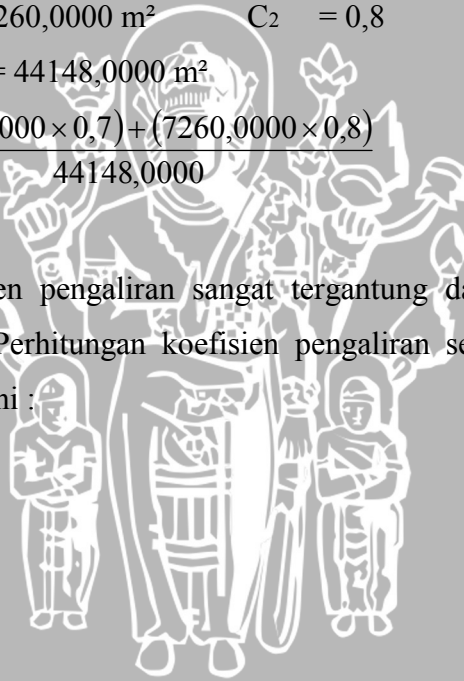 260,0000 m² C2 = 0,8
= 44148,0000 m²
000 × 0,7) + (7260,0000 × 0,8)
44148,0000
en pengaliran sangat tergantung da
Perhitungan koefisien pengaliran se
ni :